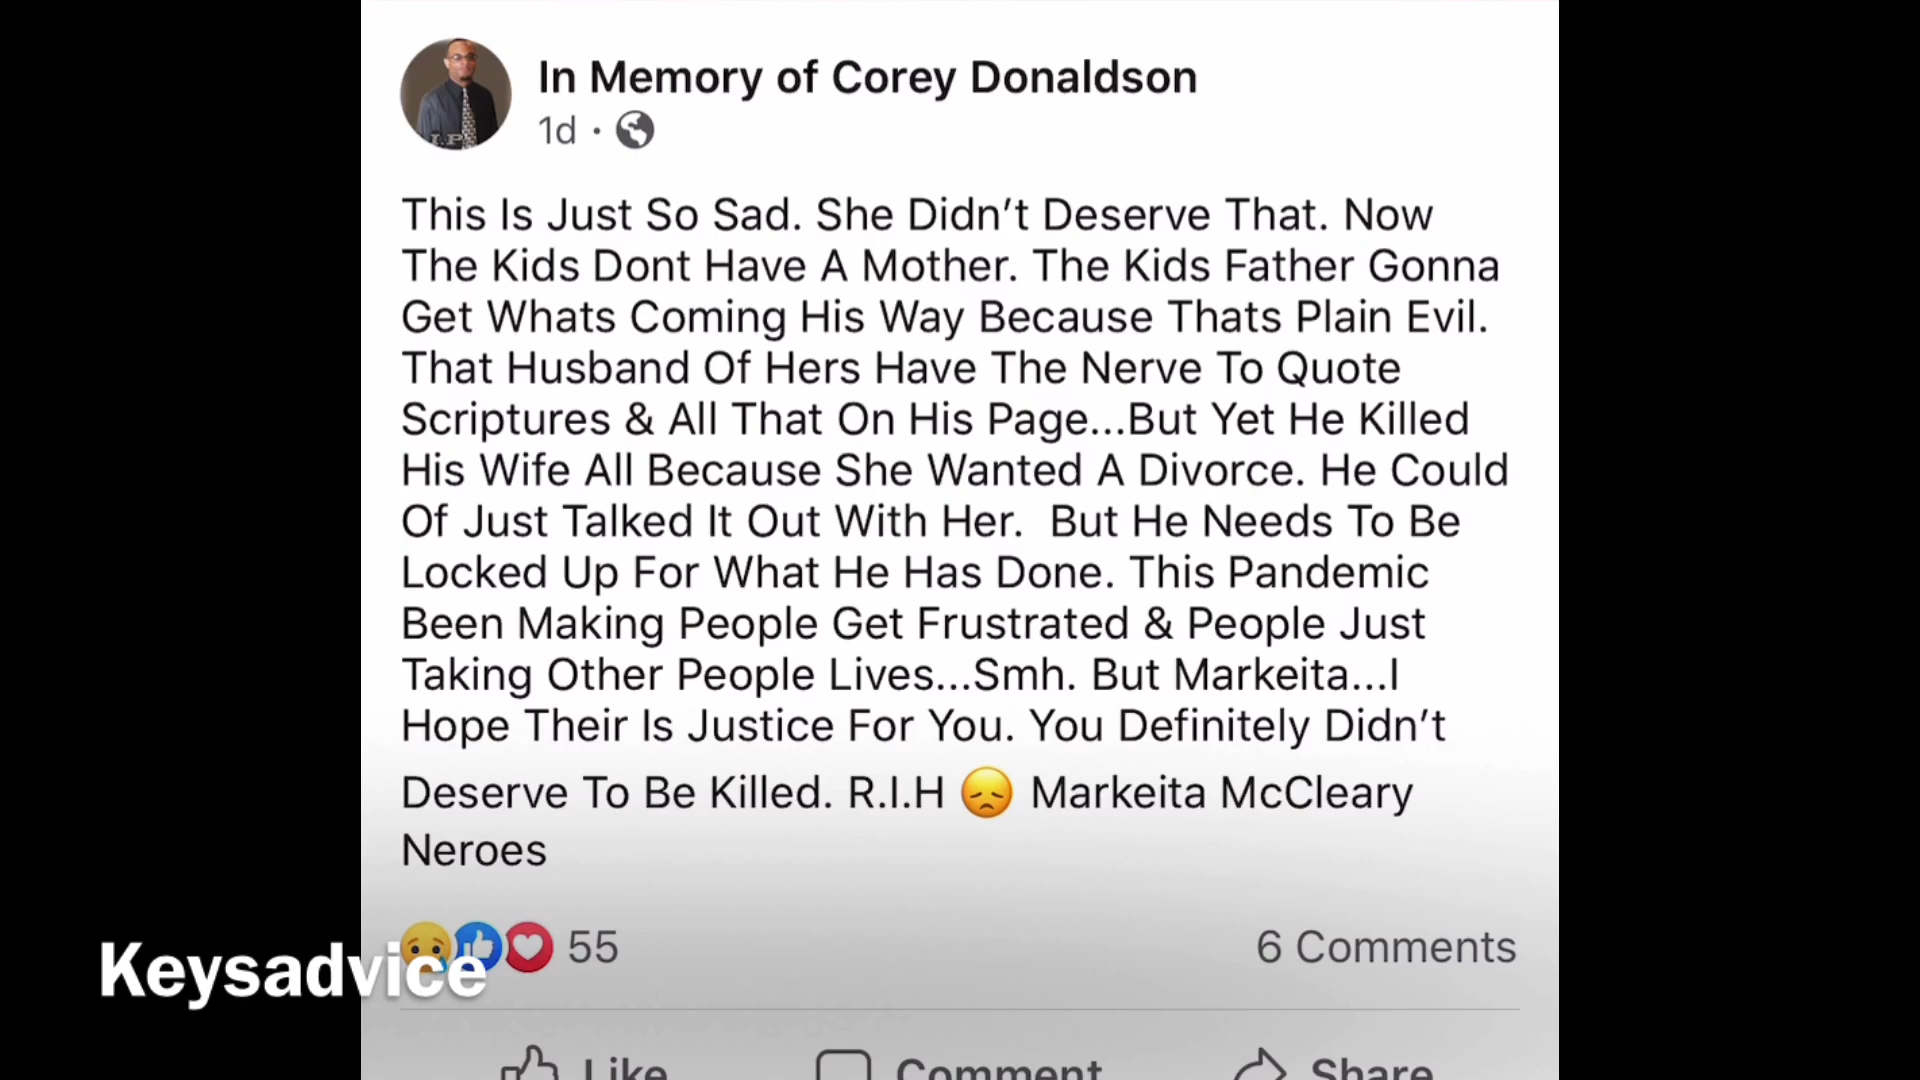 In Memory of Corey Donaldson
1d ·
This Is Just So Sad. She Didn't Deserve That. Now
The Kids Dont Have A Mother. The Kids Father Gonna
Get Whats Coming His Way Because Thats Plain Evil.
That Husband Of Hers Have The Nerve To Quote
Scriptures & All That On His Page...But Yet He Killed
His Wife All Because She Wanted A Divorce. He Could
Of Just Talked It Out With Her.  But He Needs To Be
Locked Up For What He Has Done. This Pandemic
Been Making People Get Frustrated & People Just
Taking Other People Lives...Smh. But Markeita...I
Hope Their Is Justice For You. You Definitely Didn't
Deserve To Be Killed. R.I.H 😞 Markeita McCleary
Neroes
55 6 Comments
Keysadvice
Like Comment Share